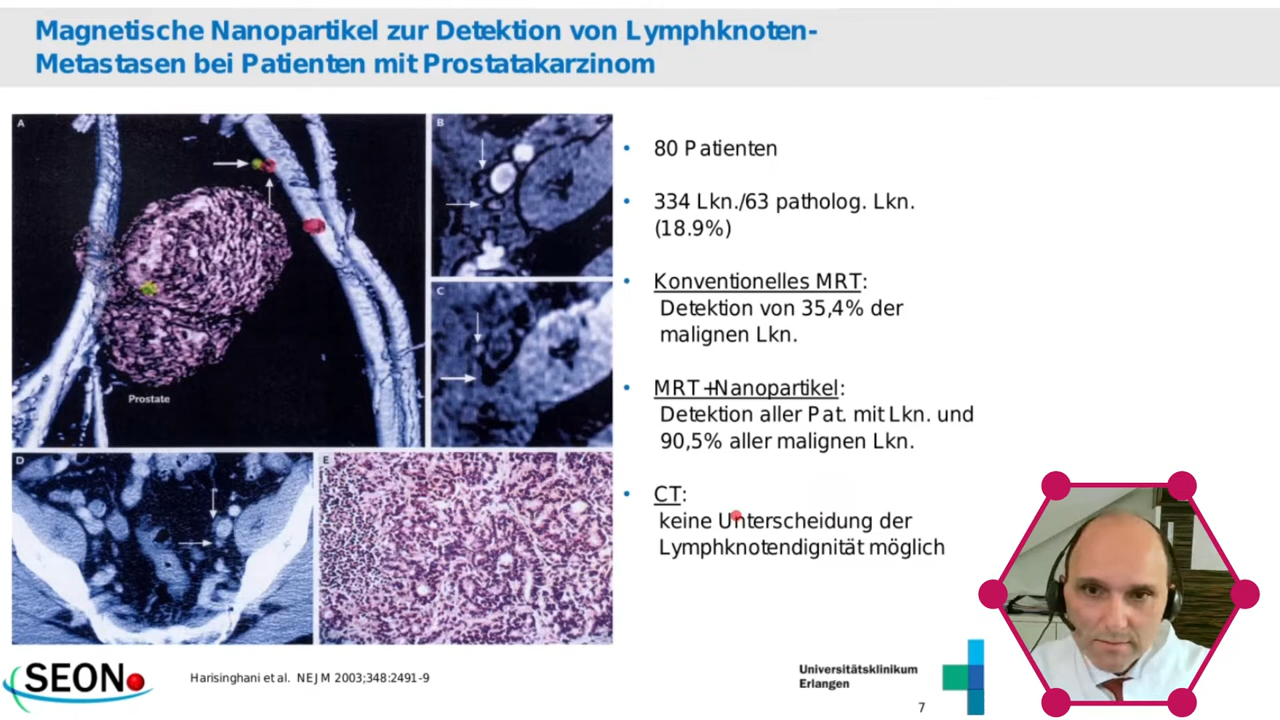 Magnetische Nanopartikel zur Detektion von Lymphknoten-
Metastasen bei Patienten mit Prostatakarzinom
A
B
C
Prostate
D
E
• 80 Patienten
• 334 Lkn./63 patholog. Lkn.
(18.9%)
• Konventionelles MRT:
Detektion von 35,4% der
malignen Lkn.
• MRT+Nanopartikel:
Detektion aller Pat. mit Lkn. und
90,5% aller malignen Lkn.
• CT:
keine Unterscheidung der
Lymphknotendignität möglich
SEON
Harisinghani et al. NEJM 2003;348:2491-9
Universitätsklinikum
Erlangen
7